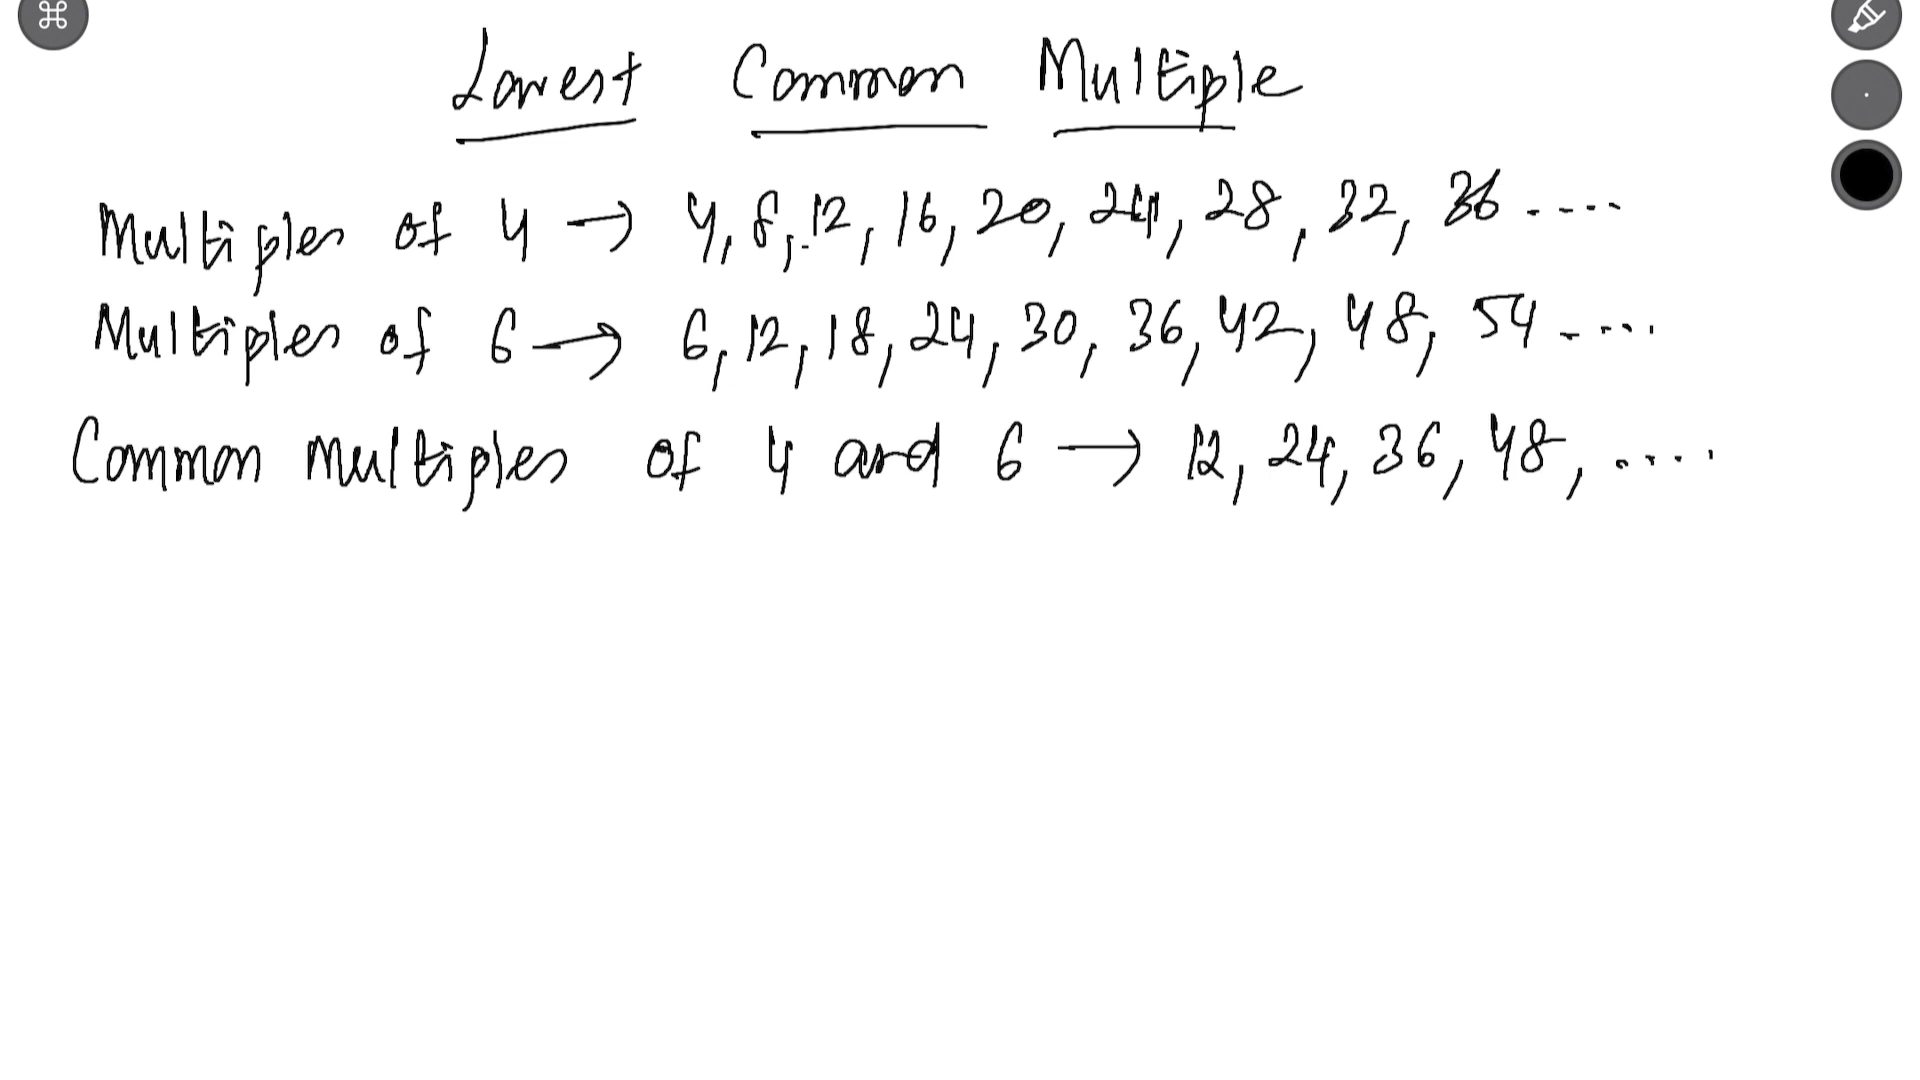 Lowest Common Multiple
Multiples of 4 → 4, 8, 12, 16, 20, 24, 28, 32, 36 ....
Multiples of 6 → 6, 12, 18, 24, 30, 36, 42, 48, 54 ....
Common multiples of 4 and 6 → 12, 24, 36, 48, ....